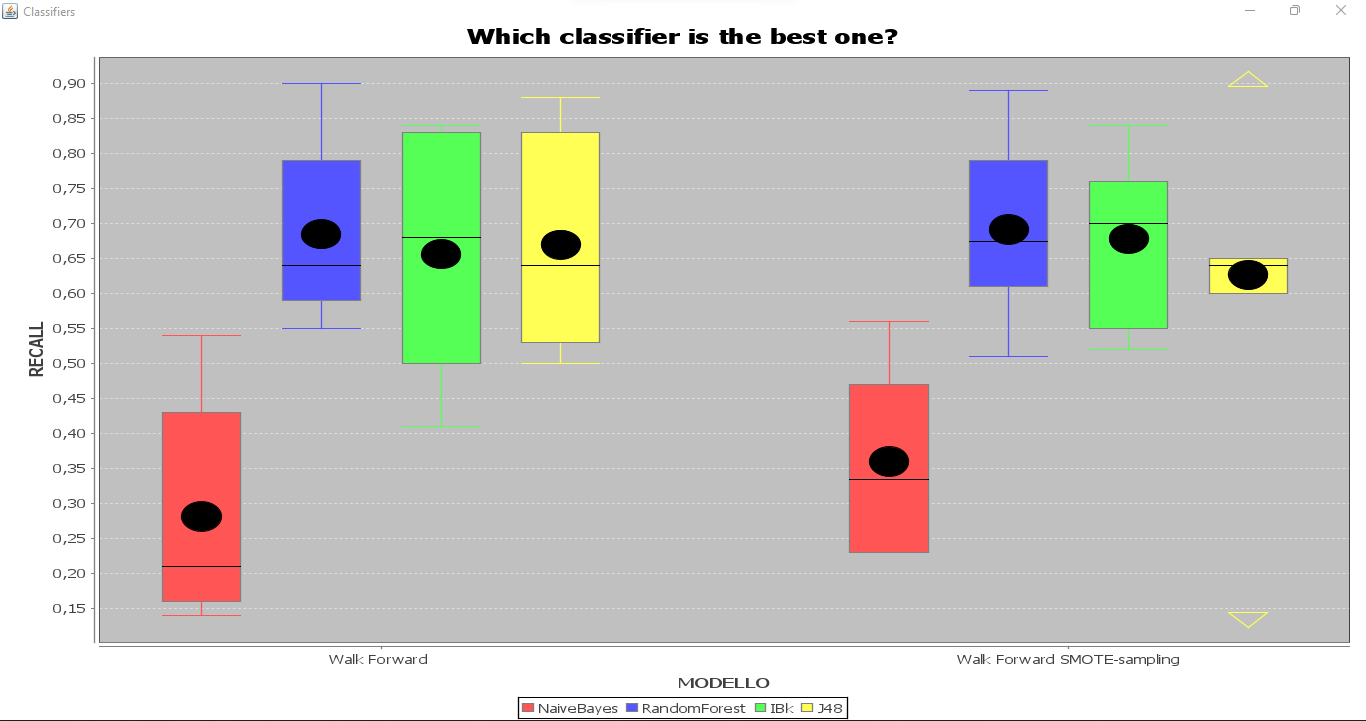 Classifiers
Which classifier is the best one?
0,90
0,85
0,80
0,75
0,70
0,65
0,60
0,55
0,50
0,45
0,40
0,35
0,30
0,25
0,20
0,15
RECALL
Walk Forward
Walk Forward SMOTE-sampling
MODELLO
NaiveBayes RandomForest IBk J48